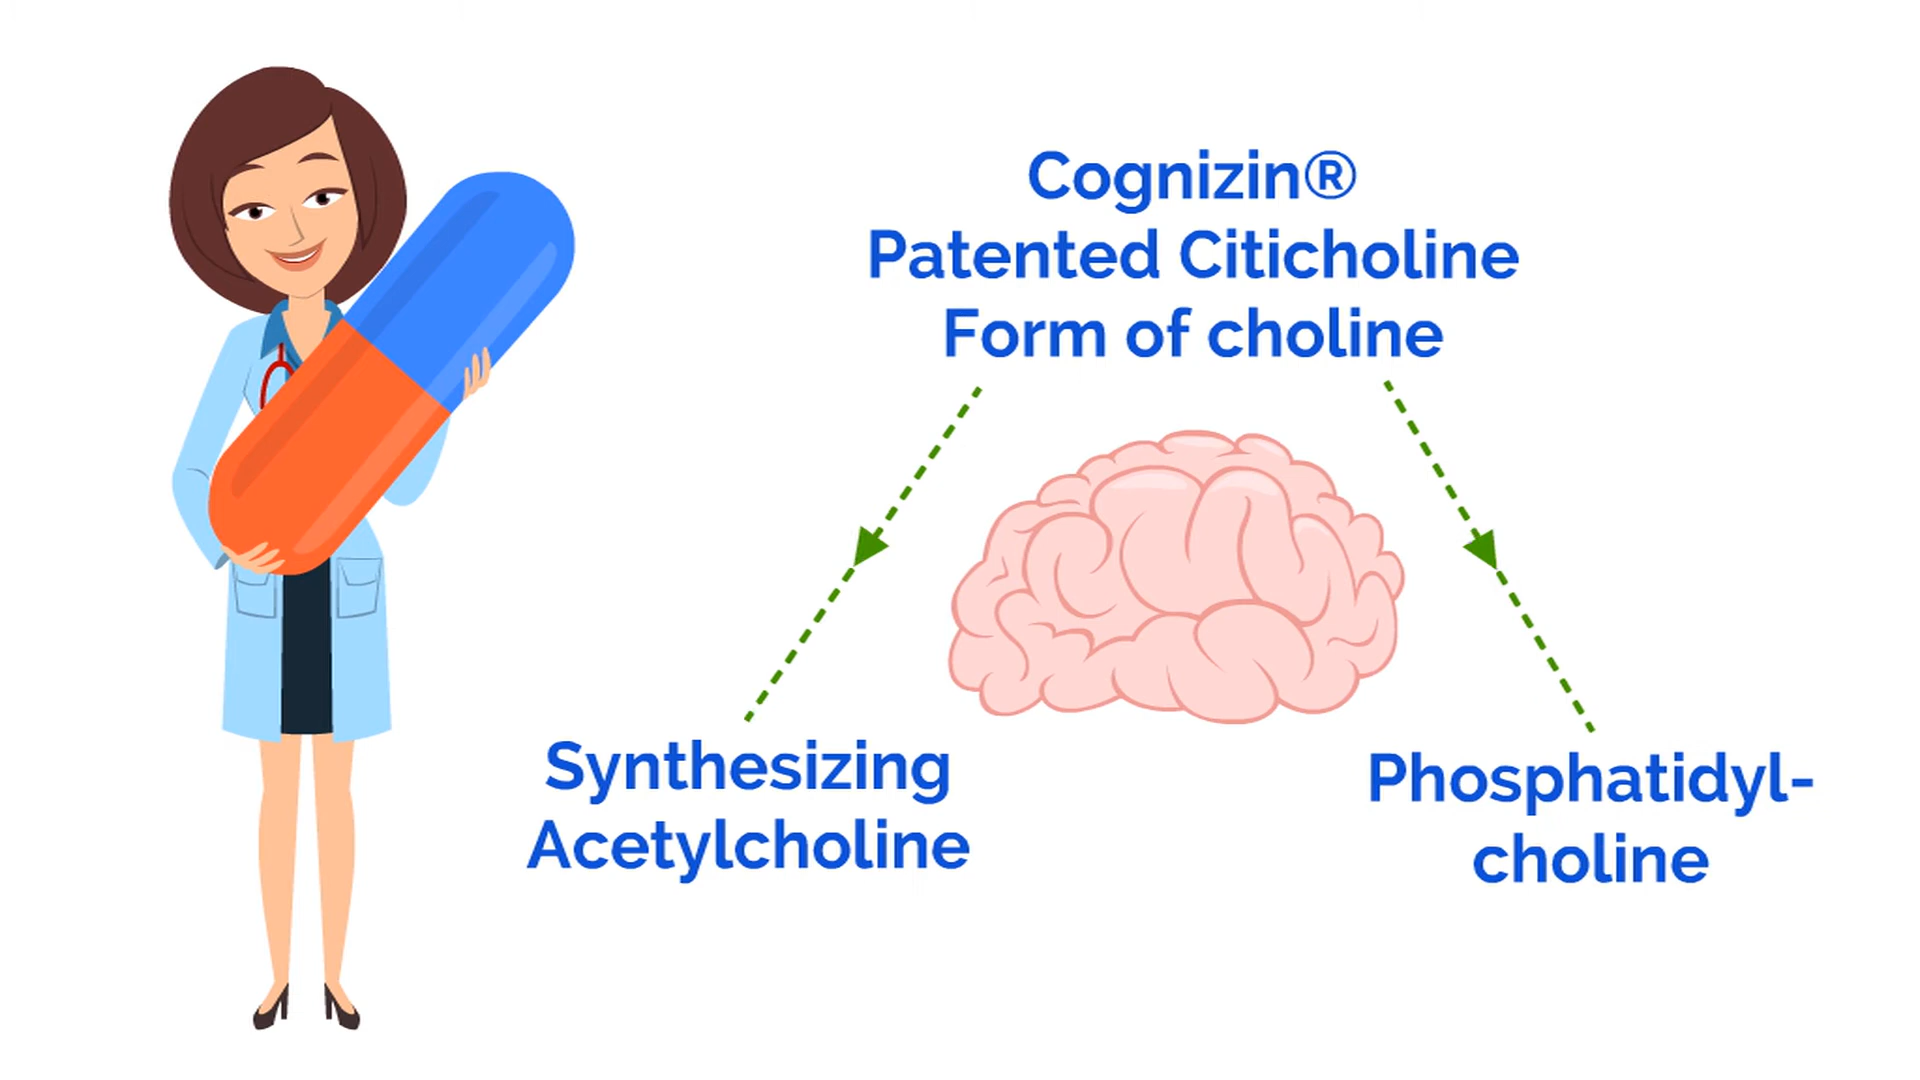 Cognizin®
Patented Citicholine
Form of choline
Synthesizing
Acetylcholine
Phosphatidyl-
choline